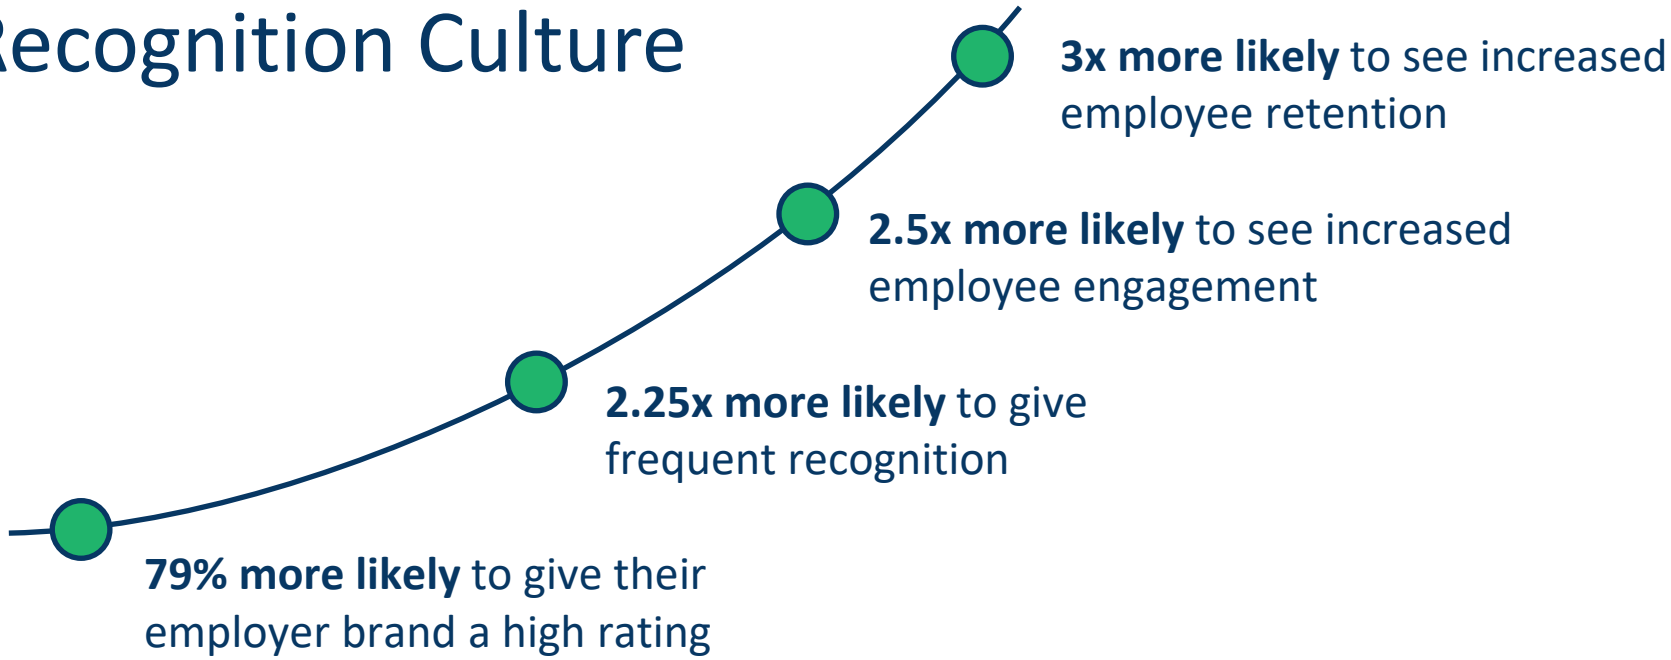 Recognition Culture
3x more likely to see increased
employee retention
2.5x more likely to see increased
employee engagement
2.25x more likely to give
frequent recognition
79% more likely to give their
employer brand a high rating